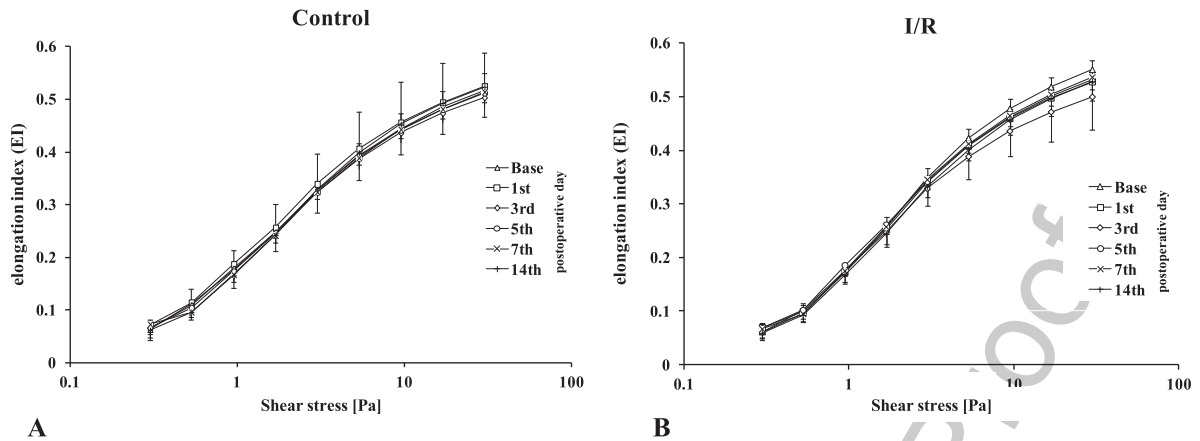 Control
0.6
0.5
0.4
0.3
0.2
0.1
0
elongation index (EI)
0.1
1
10
100
Shear stress [Pa]
Base
1st
3rd
5th
7th
14th
postoperative day
A
I/R
0.6
0.5
0.4
0.3
0.2
0.1
0
elongation index (EI)
0.1
1
10
100
Shear stress [Pa]
Base
1st
3rd
5th
7th
14th
postoperative day
B